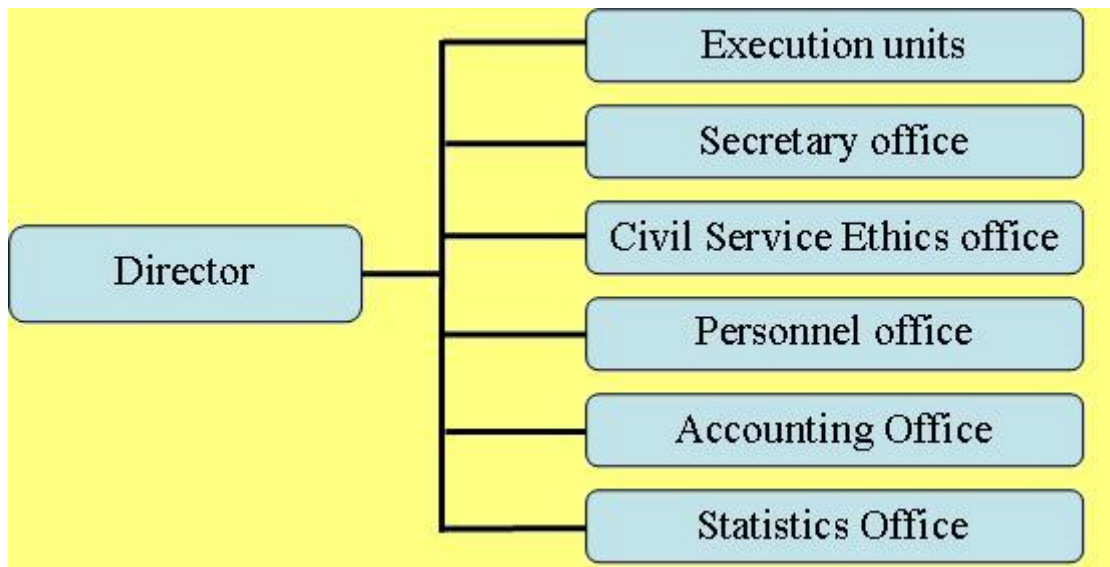 Execution units
Secretary office
Civil Service Ethics office
Director
Personnel office
Accounting Office
Statistics Office